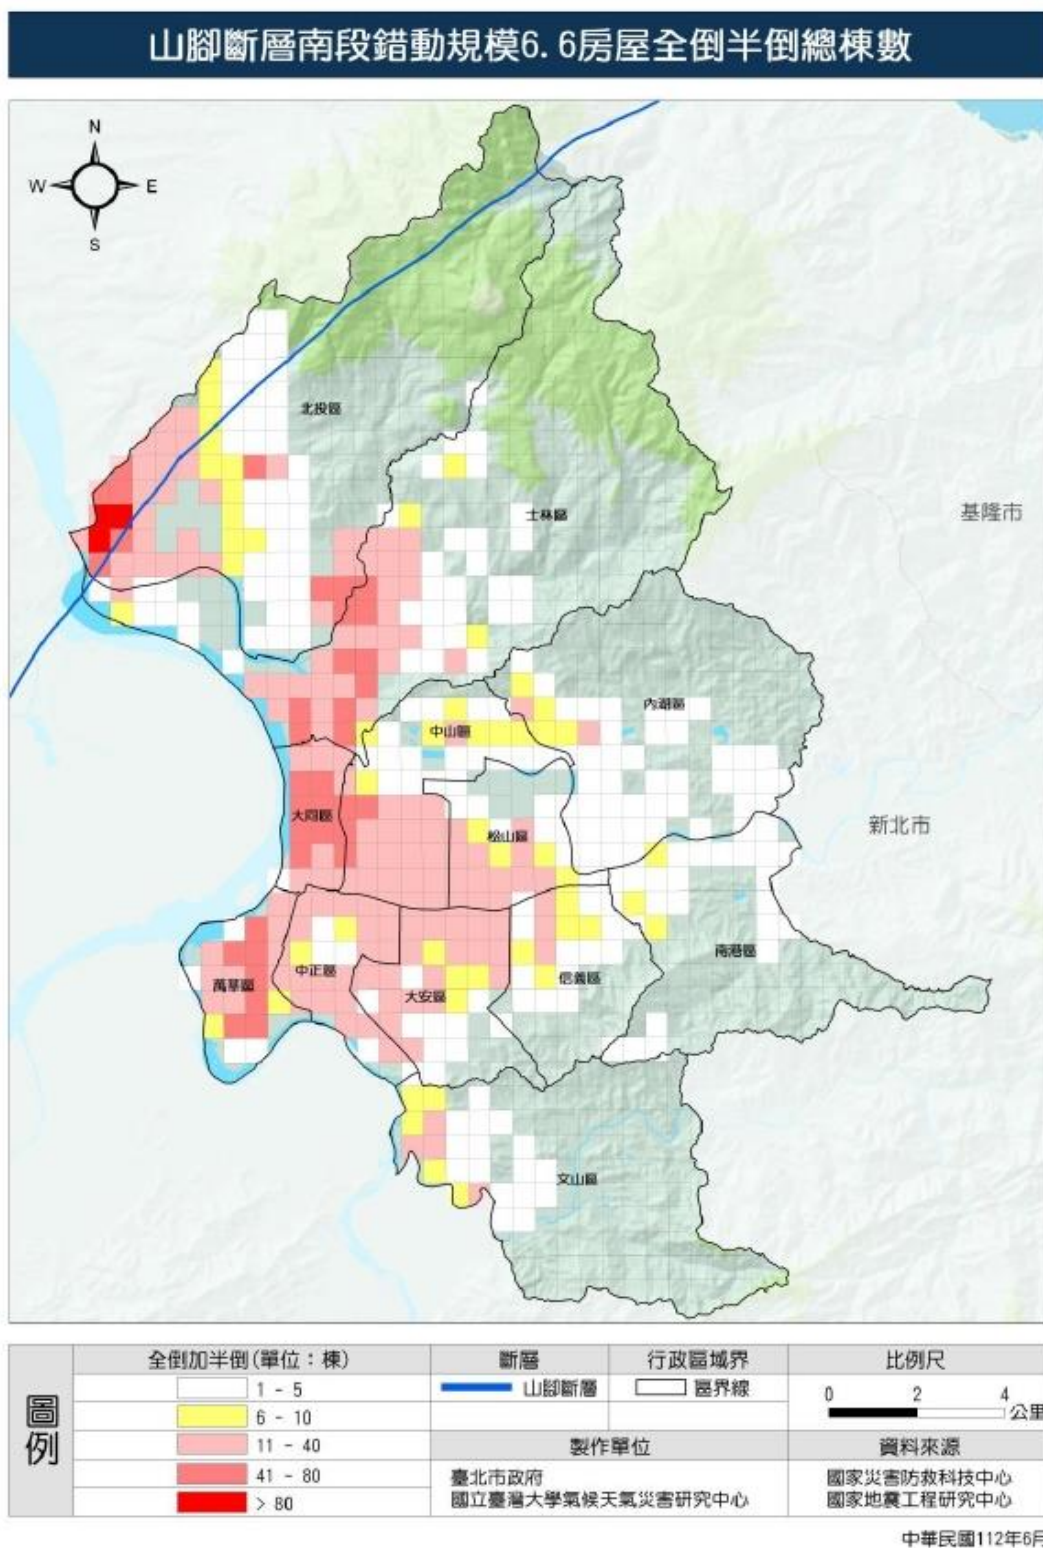 山腳斷層南段錯動規模6.6房屋全倒半倒總棟數
N
W E
S
北投區
士林區
基隆市
內湖區
中山區
大同區
松山區
新北市
南港區
信義區
中正區
萬華區
大安區
文山區
圖例
全倒加半倒(單位：棟)
1 - 5
6 - 10
11 - 40
41 - 80
> 80
斷層
山腳斷層
行政區域界
區界線
比例尺
0 2 4
公里
製作單位
臺北市政府
國立臺灣大學氣候天氣災害研究中心
資料來源
國家災害防救科技中心
國家地震工程研究中心
中華民國112年6月